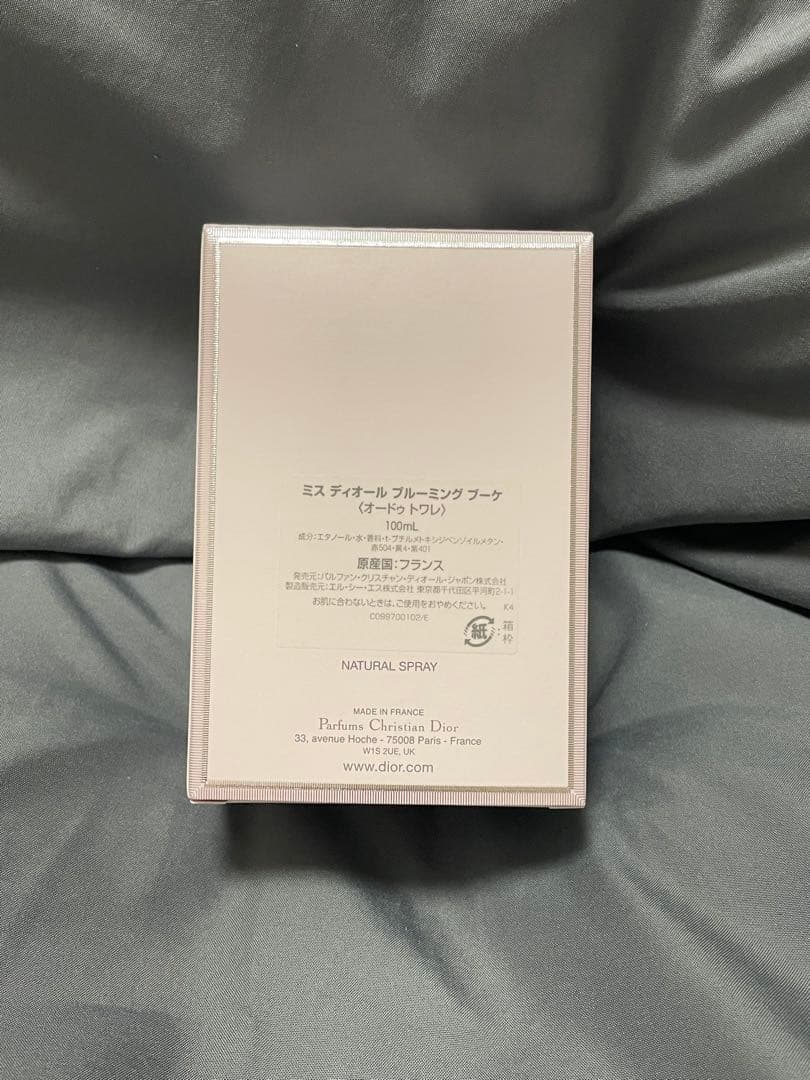 ミス ディオール ブルーミング ブーケ
〈オードゥ トワレ〉
100mL
成分:エタノール・水・香料・t-ブチルメトキシジベンゾイルメタン・
赤504・黄4・紫401
原産国:フランス
発売元:パルファン・クリスチャン・ディオール・ジャポン株式会社
製造販売元:エル・シー・エス株式会社 東京都千代田区平河町2-1-1
お肌に合わないときは、ご使用をおやめください。 K4
C099700102/E
紙 :箱
枠
NATURAL SPRAY
MADE IN FRANCE
Parfums Christian Dior
33, avenue Hoche - 75008 Paris - France
W1S 2UE, UK
www.dior.com